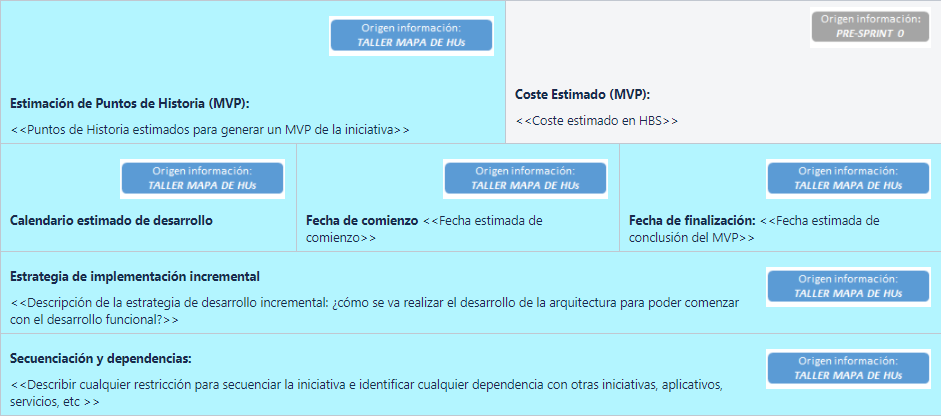 Origen información:
TALLER MAPA DE HUs
Estimación de Puntos de Historia (MVP):
<<Puntos de Historia estimados para generar un MVP de la iniciativa>>
Origen información:
PRE-SPRINT 0
Coste Estimado (MVP):
<<Coste estimado en HBS>>
Origen información:
TALLER MAPA DE HUs
Calendario estimado de desarrollo
Origen información:
TALLER MAPA DE HUs
Fecha de comienzo <<Fecha estimada de
comienzo>>
Origen información:
TALLER MAPA DE HUs
Fecha de finalización: <<Fecha estimada de
conclusión del MVP>>
Estrategia de implementación incremental
<<Descripción de la estrategia de desarrollo incremental: ¿cómo se va realizar el desarrollo de la arquitectura para poder comenzar
con el desarrollo funcional?>>
Origen información:
TALLER MAPA DE HUs
Secuenciación y dependencias:
<<Describir cualquier restricción para secuenciar la iniciativa e identificar cualquier dependencia con otras iniciativas, aplicativos,
servicios, etc >>
Origen información:
TALLER MAPA DE HUs